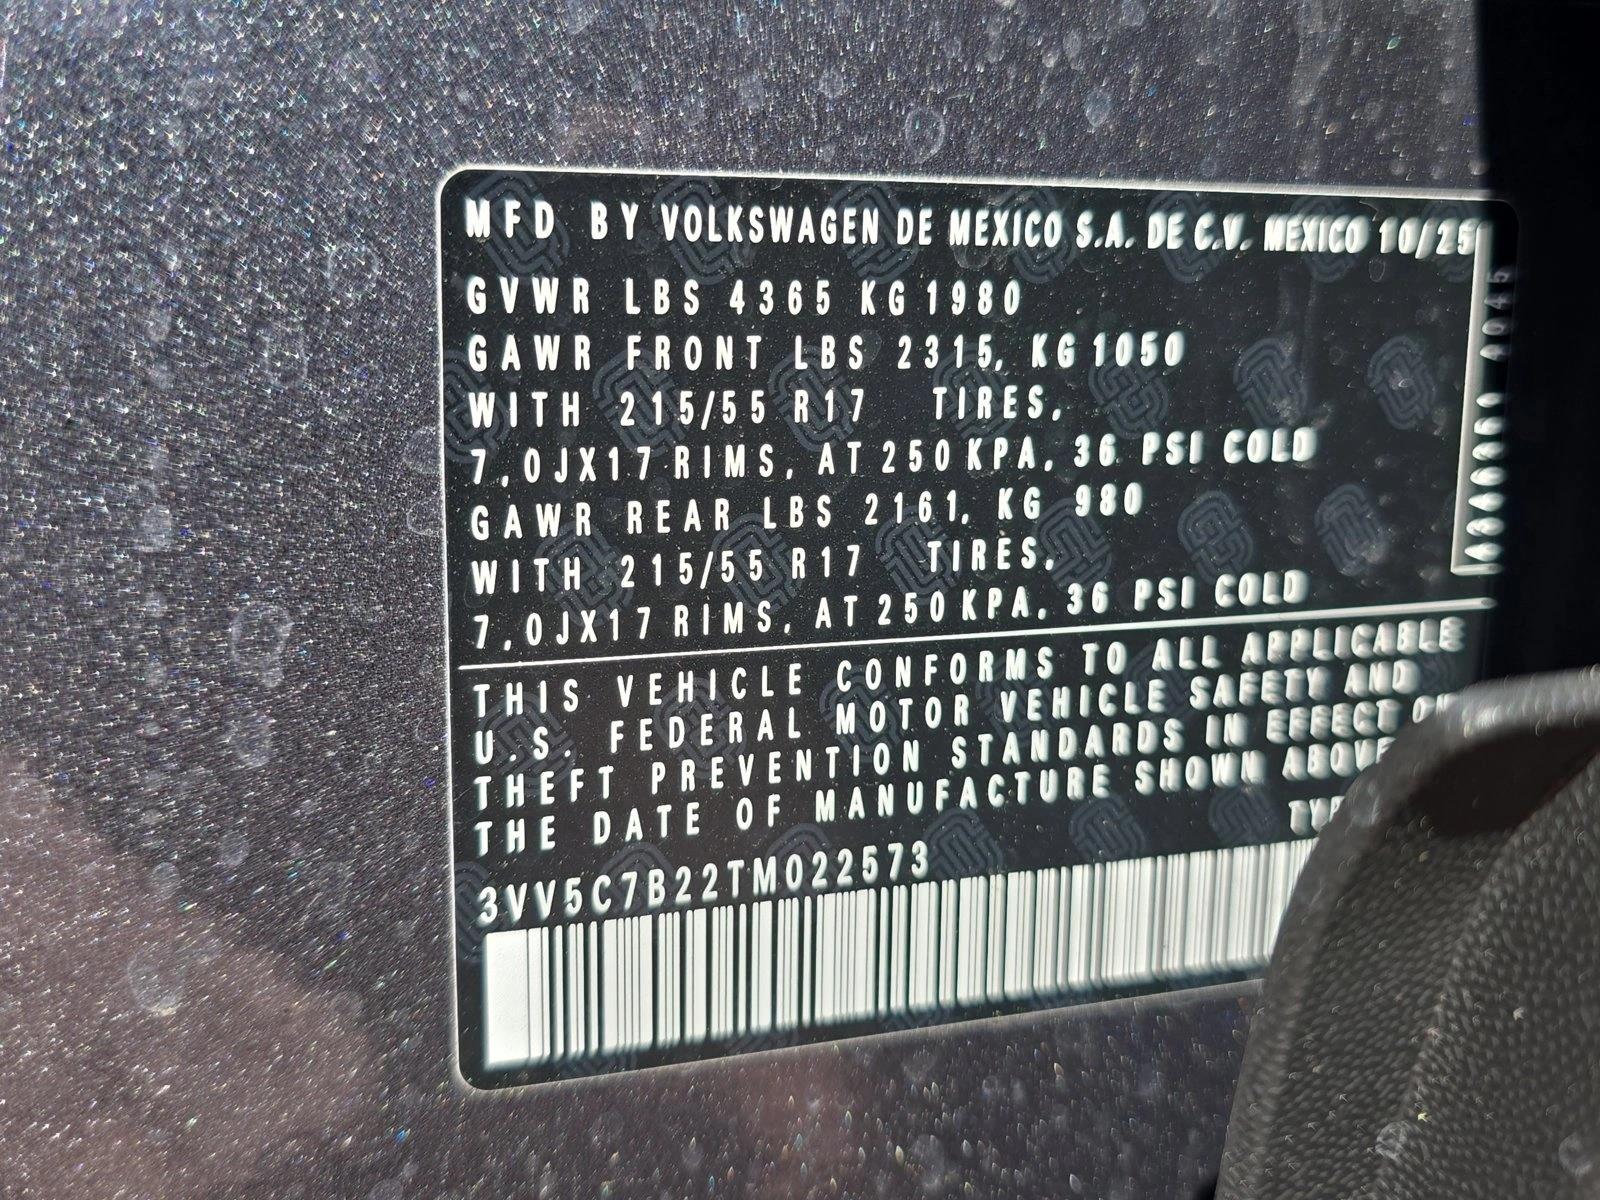 MFD BY VOLKSWAGEN DE MEXICO S.A. DE C.V. MEXICO 10/25
GVWR LBS 4365 KG 1980
GAWR FRONT LBS 2315, KG 1050
WITH 215/55 R17 TIRES,
7,0JX17 RIMS, AT 250 KPA, 36 PSI COLD
GAWR REAR LBS 2161, KG 980
WITH 215/55 R17 TIRES,
7,0JX17 RIMS, AT 250 KPA, 36 PSI COLD
THIS VEHICLE CONFORMS TO ALL APPLICABLE
U.S. FEDERAL MOTOR VEHICLE SAFETY AND
THEFT PREVENTION STANDARDS IN EFFECT
THE DATE OF MANUFACTURE SHOWN
3VV5C7B22TM022573